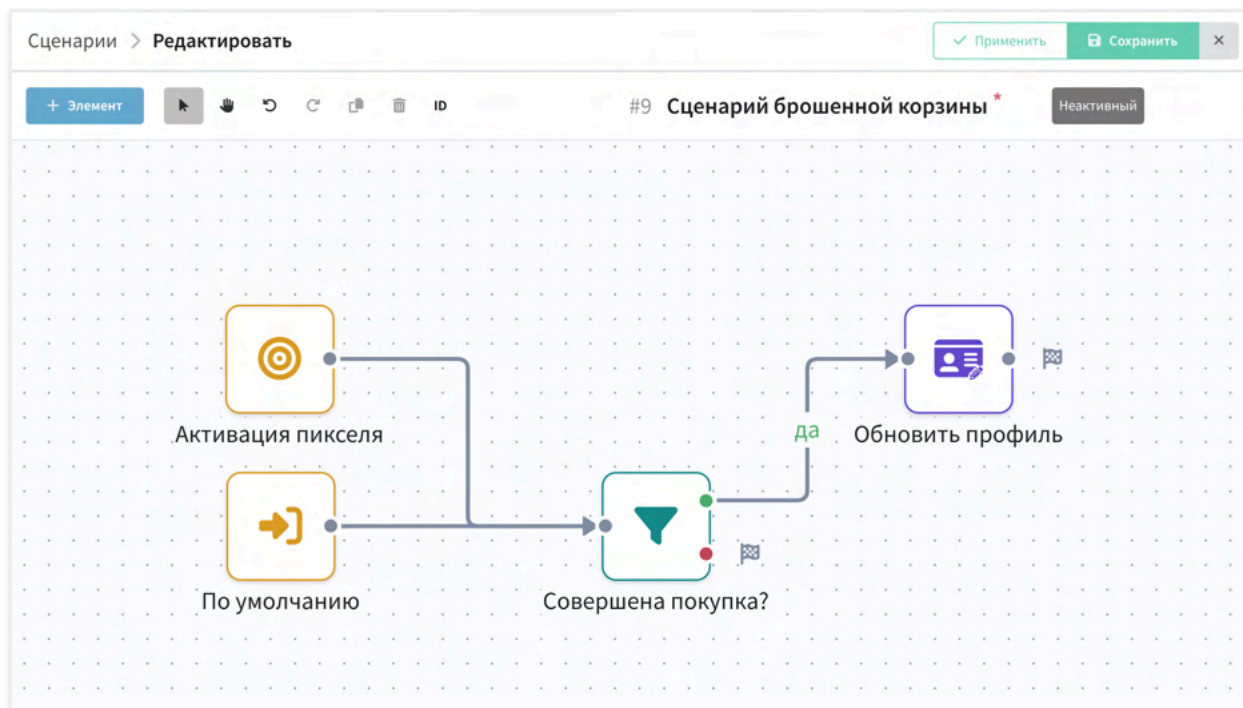 Сценарии > Редактировать
Применить
Сохранить
×
+ Элемент
ID
#9 Сценарий брошенной корзины *
Неактивный
Активация пикселя
да
Обновить профиль
По умолчанию
Совершена покупка?